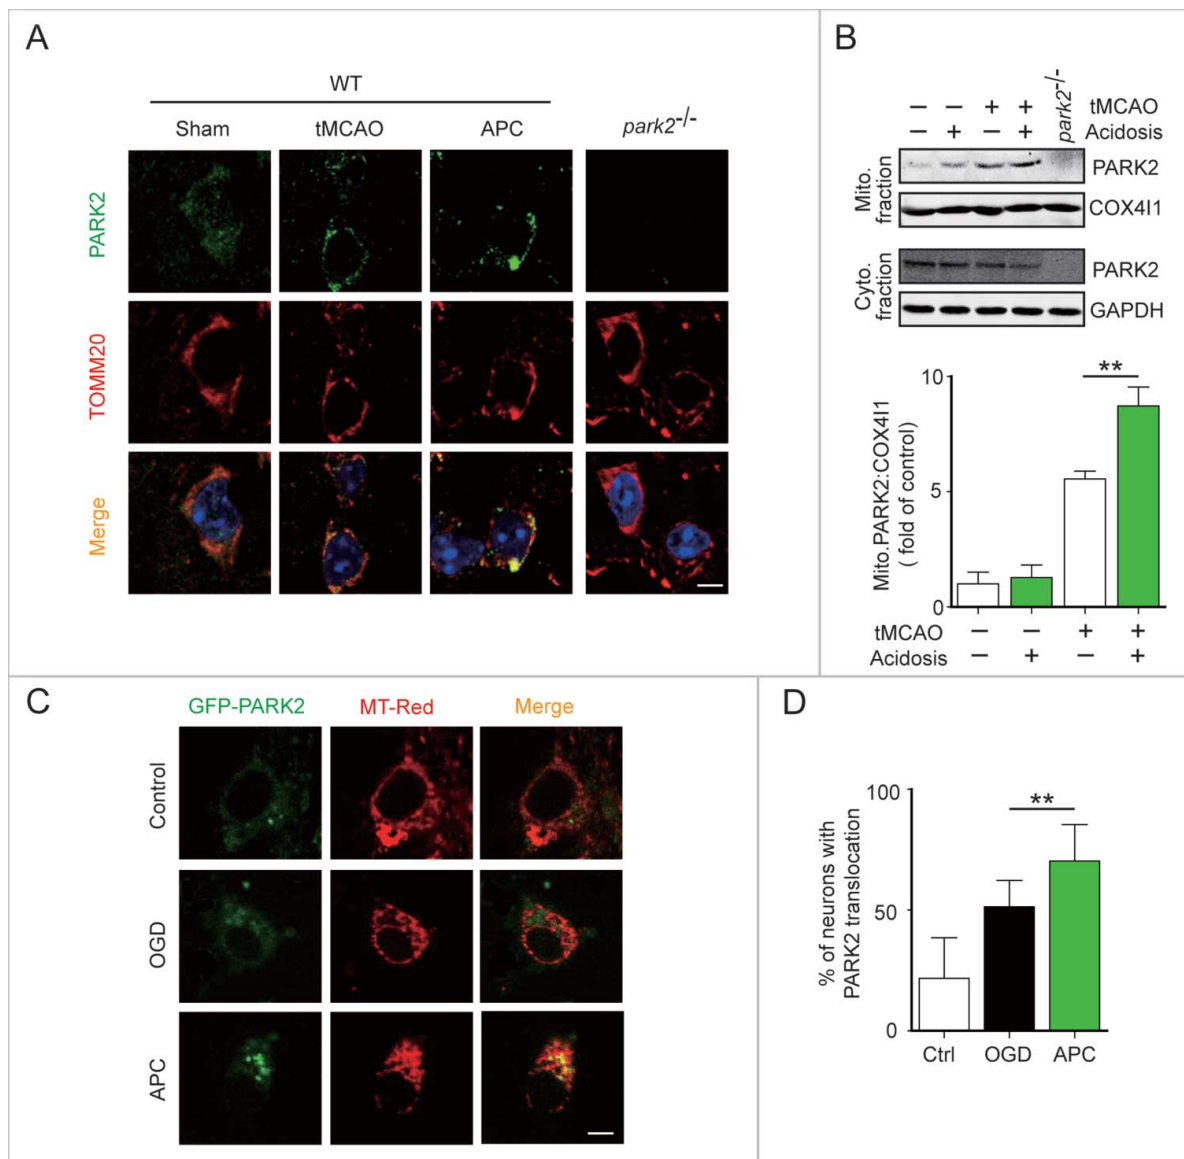 A
WT
Sham
tMCAO
APC
park2-/-
PARK2
TOMM20
Merge
B
– – + + tMCAO
– + – + Acidosis
park2-/-
Mito.
fraction
PARK2
COX4I1
Cyto.
fraction
PARK2
GAPDH
**
10
5
0
Mito.PARK2:COX4I1
( fold of control)
tMCAO – – + +
Acidosis – + – +
C
GFP-PARK2
MT-Red
Merge
Control
OGD
APC
D
**
100
50
0
% of neurons with
PARK2 translocation
Ctrl
OGD
APC